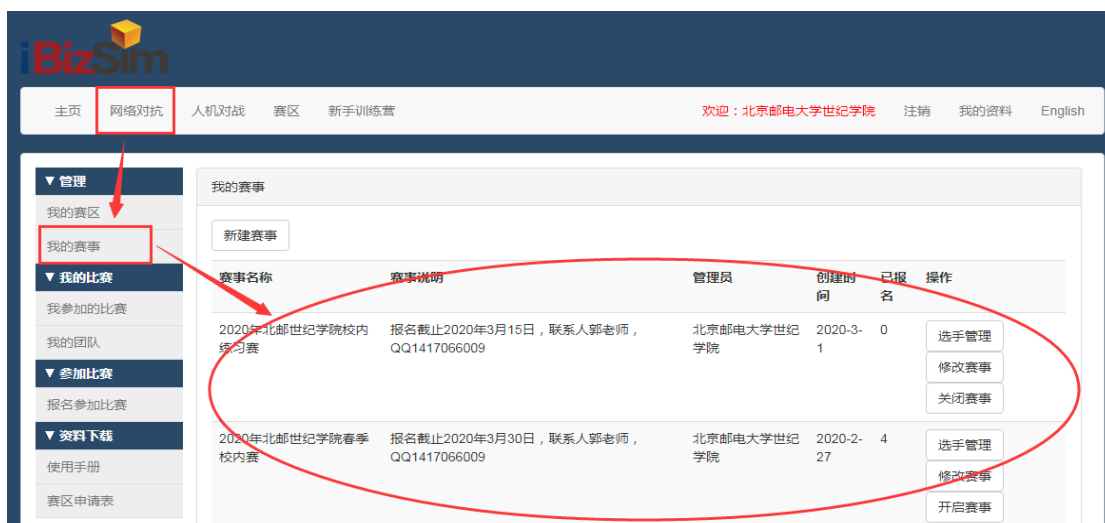 iBizSim
主页 网络对抗 人机对战 赛区 新手训练营 欢迎：北京邮电大学世纪学院 注销 我的资料 English
▼ 管理
我的赛区
我的赛事
▼ 我的比赛
我参加的比赛
我的团队
▼ 参加比赛
报名参加比赛
▼ 资料下载
使用手册
赛区申请表
我的赛事
新建赛事
赛事名称 赛事说明 管理员 创建时 已报 操作
间 名
2020年北邮世纪学院校内 报名截止2020年3月15日，联系人郭老师， 北京邮电大学世纪 2020-3- 0 选手管理
练习赛 QQ1417066009 学院 1
修改赛事
关闭赛事
2020年北邮世纪学院春季 报名截止2020年3月30日，联系人郭老师， 北京邮电大学世纪 2020-2- 4 选手管理
校内赛 QQ1417066009 学院 27
修改赛事
开启赛事